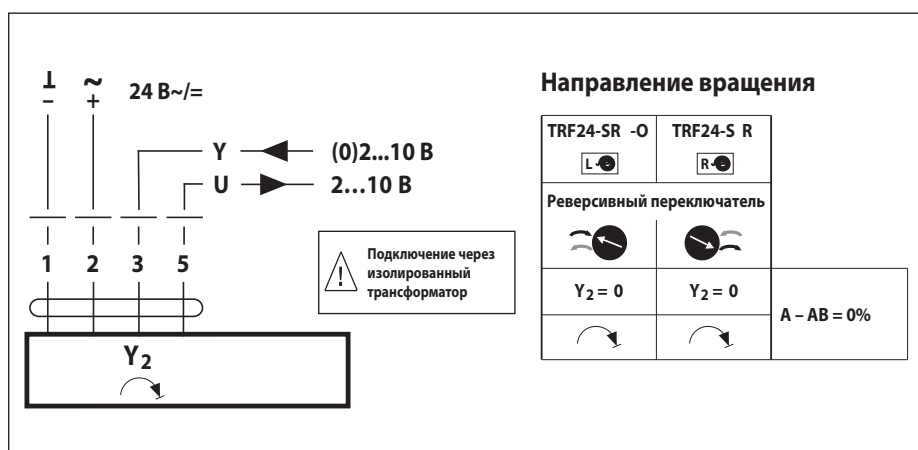 ⊥ ~
– + 24 В~/=
Y (0)2...10 В
U 2...10 В
1 2 3 5
Подключение через
изолированный
трансформатор
!
Y2
Направление вращения
TRF24-SR -O TRF24-S R
L R
Реверсивный переключатель
Y2 = 0 Y2 = 0
A – AB = 0%